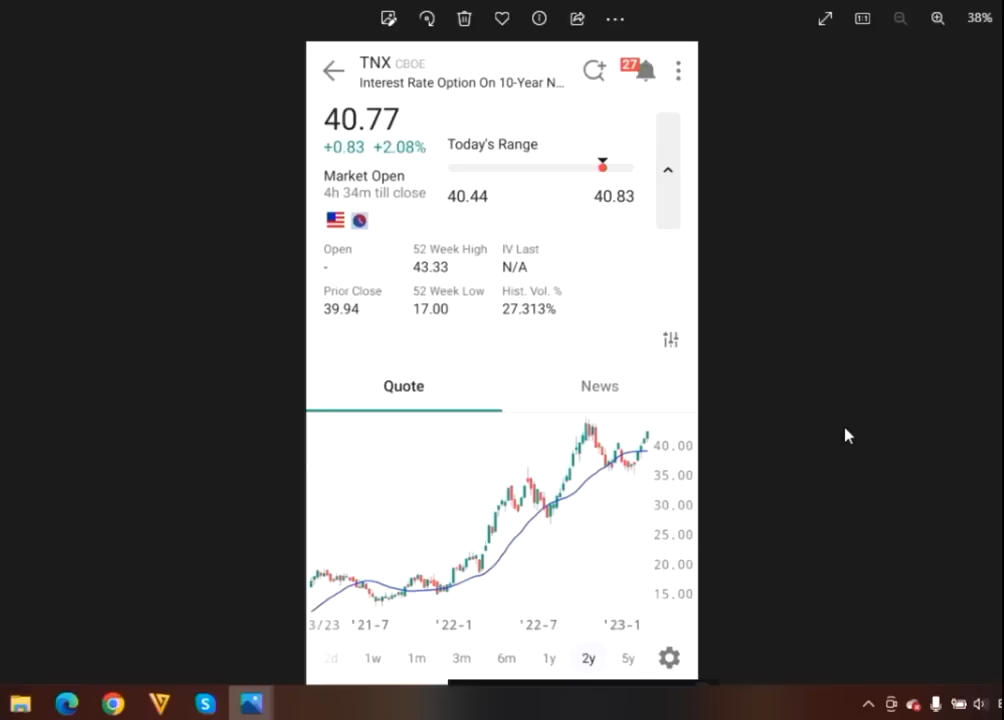 38%
TNX CBOE
Interest Rate Option On 10-Year N...
27
40.77
+0.83 +2.08%
Today's Range
Market Open
4h 34m till close
40.44 40.83
Open 52 Week High IV Last
- 43.33 N/A
Prior Close 52 Week Low Hist. Vol. %
39.94 17.00 27.313%
Quote News
40.00
35.00
30.00
25.00
20.00
15.00
3/23 '21-7 '22-1 '22-7 '23-1
2d 1w 1m 3m 6m 1y 2y 5y